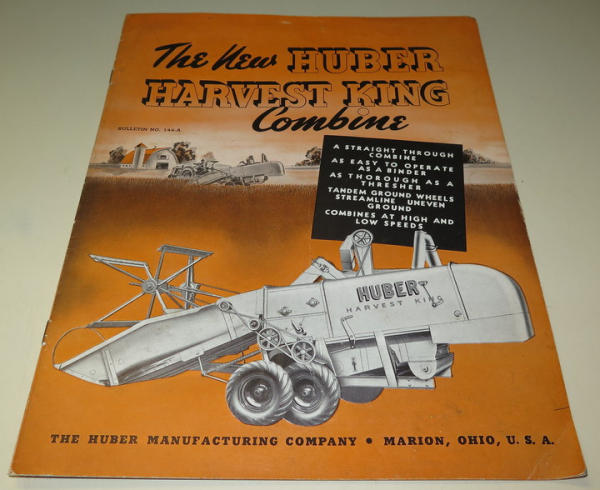 The New HUBER
HARVEST KING
Combine
BULLETIN NO. 144-A.
A STRAIGHT THROUGH
COMBINE
AS EASY TO OPERATE
AS A BINDER
AS THOROUGH AS A
THRESHER
TANDEM GROUND WHEELS
STREAMLINE UNEVEN
GROUND
COMBINES AT HIGH AND
LOW SPEEDS
HUBER
HARVEST KING
THE HUBER MANUFACTURING COMPANY • MARION, OHIO, U. S. A.